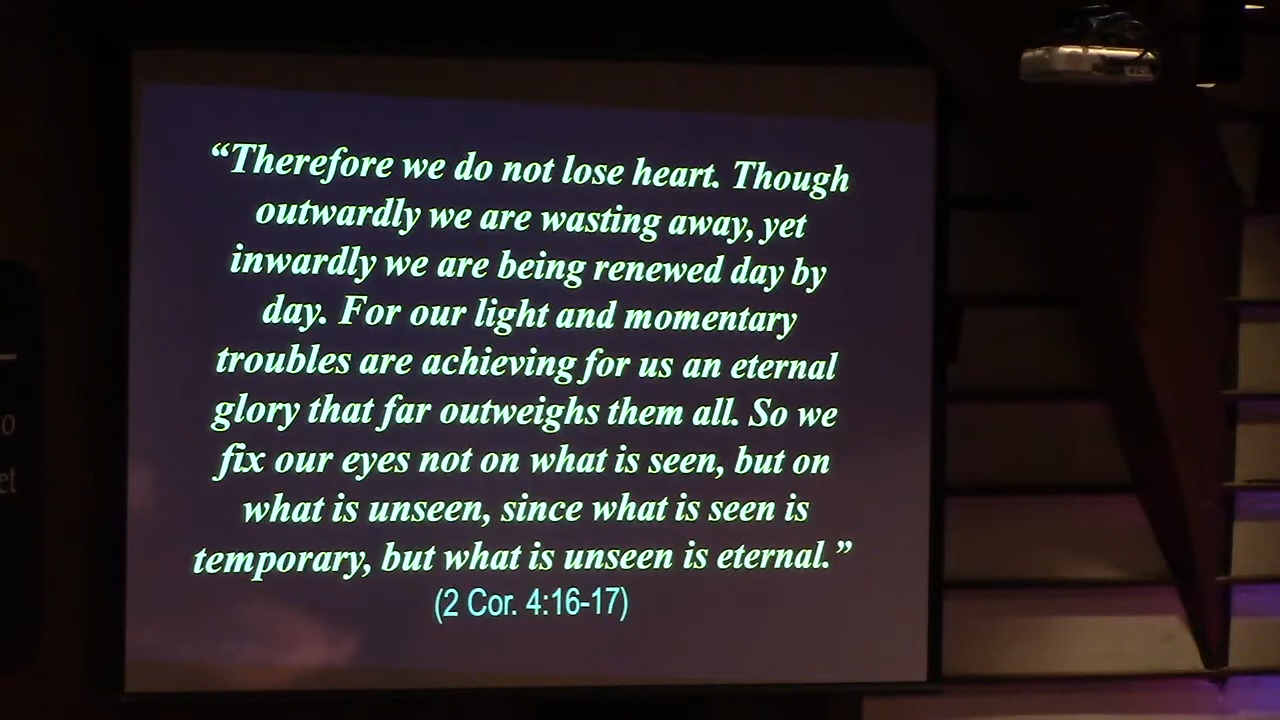 “Therefore we do not lose heart. Though
outwardly we are wasting away, yet
inwardly we are being renewed day by
day. For our light and momentary
troubles are achieving for us an eternal
glory that far outweighs them all. So we
fix our eyes not on what is seen, but on
what is unseen, since what is seen is
temporary, but what is unseen is eternal.”
(2 Cor. 4:16-17)